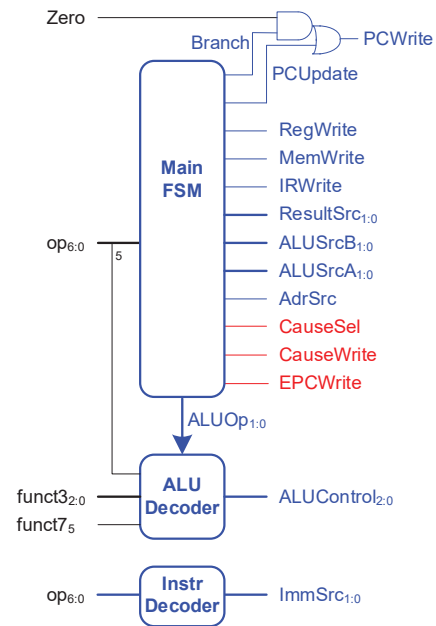 Zero
Branch
PCWrite
PCUpdate
RegWrite
MemWrite
Main
FSM
IRWrite
ResultSrc1:0
op6:0
5
ALUSrcB1:0
ALUSrcA1:0
AdrSrc
CauseSel
CauseWrite
EPCWrite
ALUOp1:0
ALU
Decoder
funct32:0
ALUControl2:0
funct75
Instr
Decoder
op6:0
ImmSrc1:0